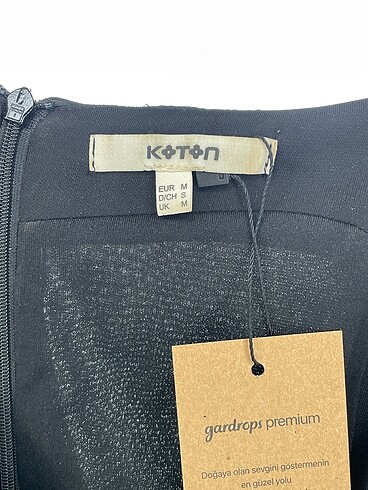 KOTON
EUR M
D/CH S
UK M
gardrops premium
Doğaya olan sevgini göstermenin
en güzel yolu